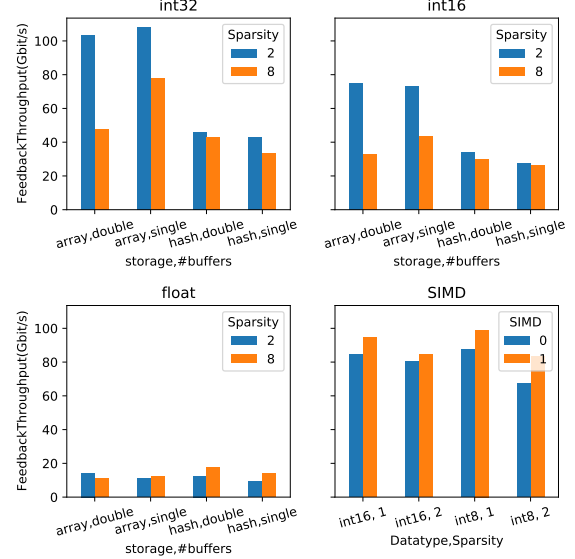 int32
int16
FeedbackThroughput(Gbit/s)
100
80
60
40
20
0
Sparsity
2
8
Sparsity
2
8
array,double
array,single
hash,double
hash,single
array,double
array,single
hash,double
hash,single
storage,#buffers
storage,#buffers
float
SIMD
FeedbackThroughput(Gbit/s)
100
80
60
40
20
0
Sparsity
2
8
SIMD
0
1
array,double
array,single
hash,double
hash,single
int16, 1
int16, 2
int8, 1
int8, 2
storage,#buffers
Datatype,Sparsity